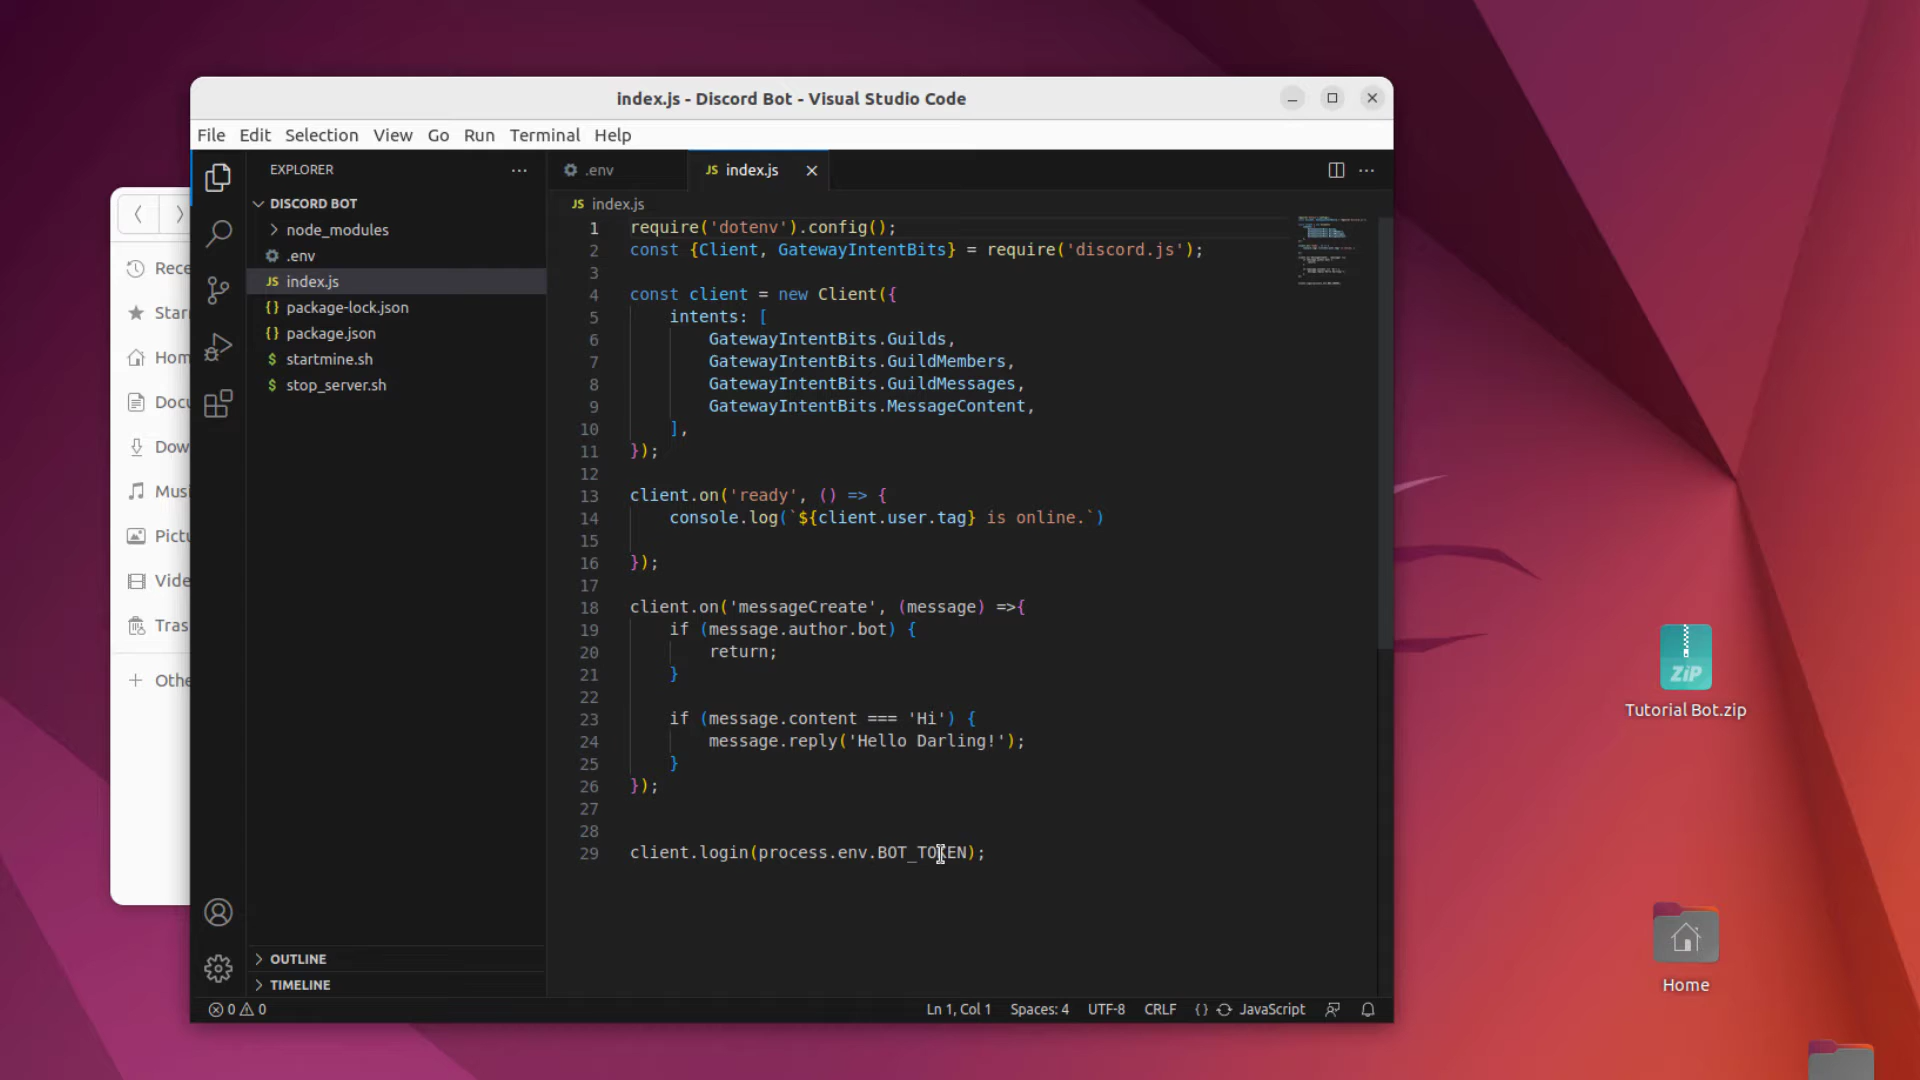 index.js - Discord Bot - Visual Studio Code
File Edit Selection View Go Run Terminal Help
EXPLORER
DISCORD BOT
node_modules
.env
JS index.js
{} package-lock.json
{} package.json
$ startmine.sh
$ stop_server.sh
OUTLINE
TIMELINE
.env
JS index.js
JS index.js
1 require('dotenv').config();
2 const {Client, GatewayIntentBits} = require('discord.js');
3
4 const client = new Client({
5 intents: [
6 GatewayIntentBits.Guilds,
7 GatewayIntentBits.GuildMembers,
8 GatewayIntentBits.GuildMessages,
9 GatewayIntentBits.MessageContent,
10 ],
11 });
12
13 client.on('ready', () => {
14 console.log(`${client.user.tag} is online.`)
15
16 });
17
18 client.on('messageCreate', (message) =>{
19 if (message.author.bot) {
20 return;
21 }
22
23 if (message.content === 'Hi') {
24 message.reply('Hello Darling!');
25 }
26 });
27
28
29 client.login(process.env.BOT_TOKEN);
0 0
Ln 1, Col 1 Spaces: 4 UTF-8 CRLF {} JavaScript
Rece
Star
Hom
Docu
Dow
Musi
Pictu
Vide
Tras
Othe
ZiP
Tutorial Bot.zip
Home